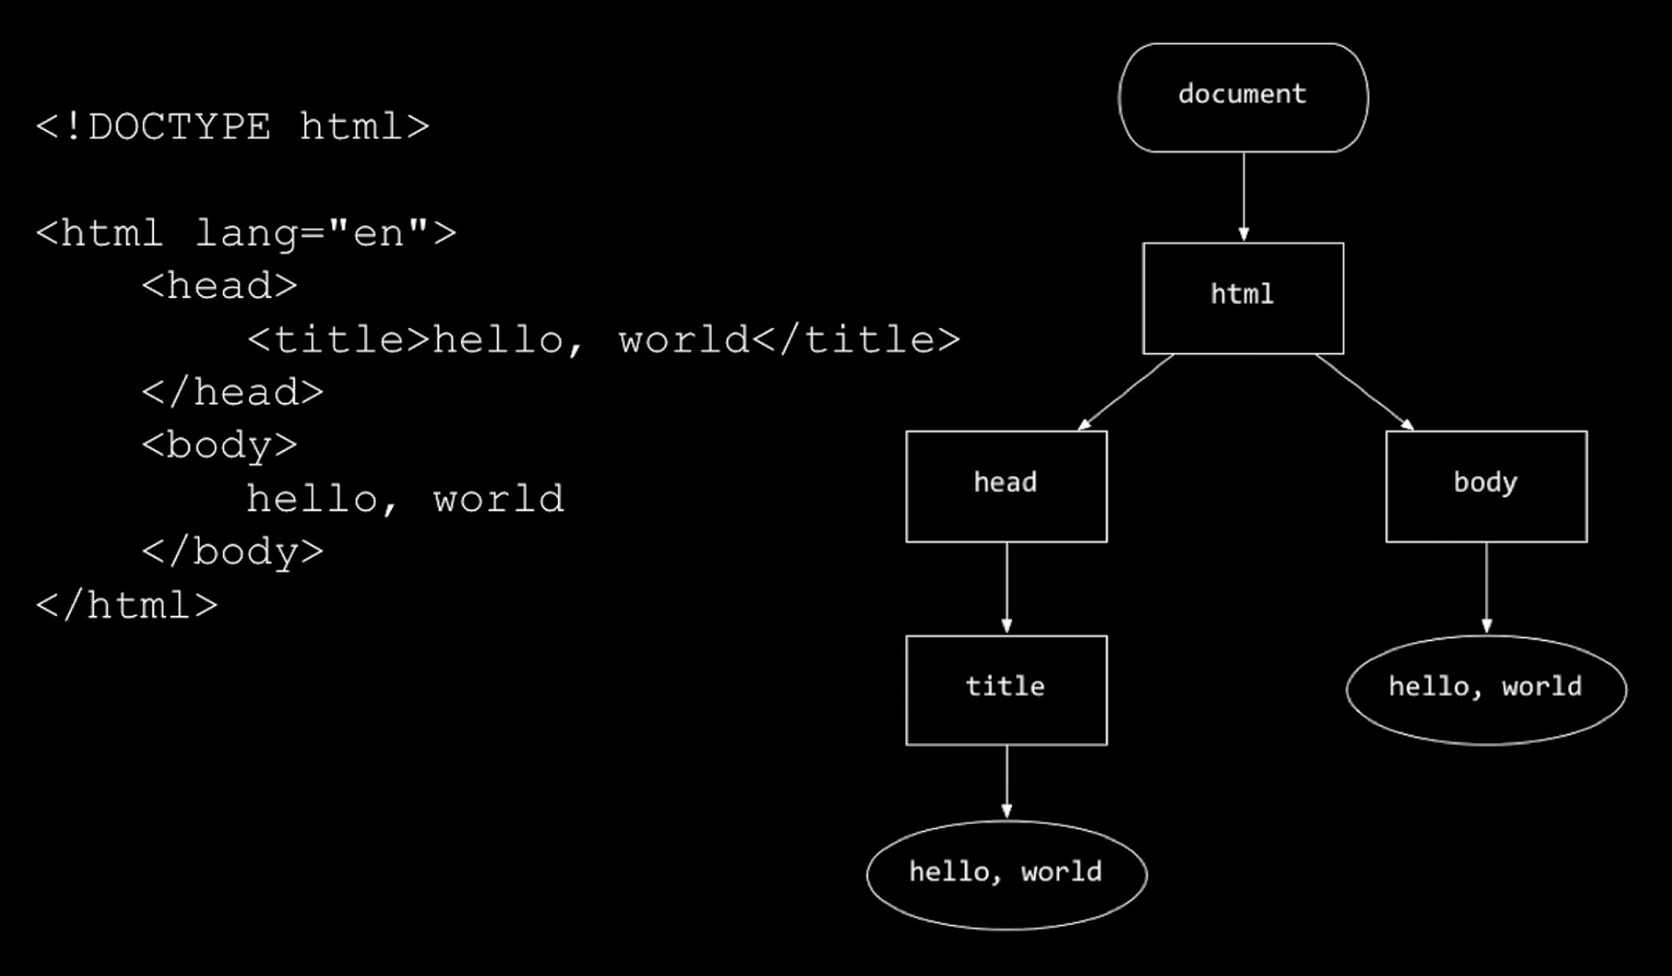 <!DOCTYPE html>
<html lang="en">
    <head>
        <title>hello, world</title>
    </head>
    <body>
        hello, world
    </body>
</html>
document
html
head
body
title
hello, world
hello, world